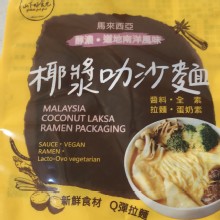 馬來西亞
道地南洋風味
椰漿叻沙麵
MALAYSIA
COCONUT LAKSA
RAMEN PACKAGING
SAUCE・VEGAN
RAMEN・
Lacto-Ovo vegetarian
醬料・全素
拉麵・蛋奶素
新鮮食材 Q彈拉麵